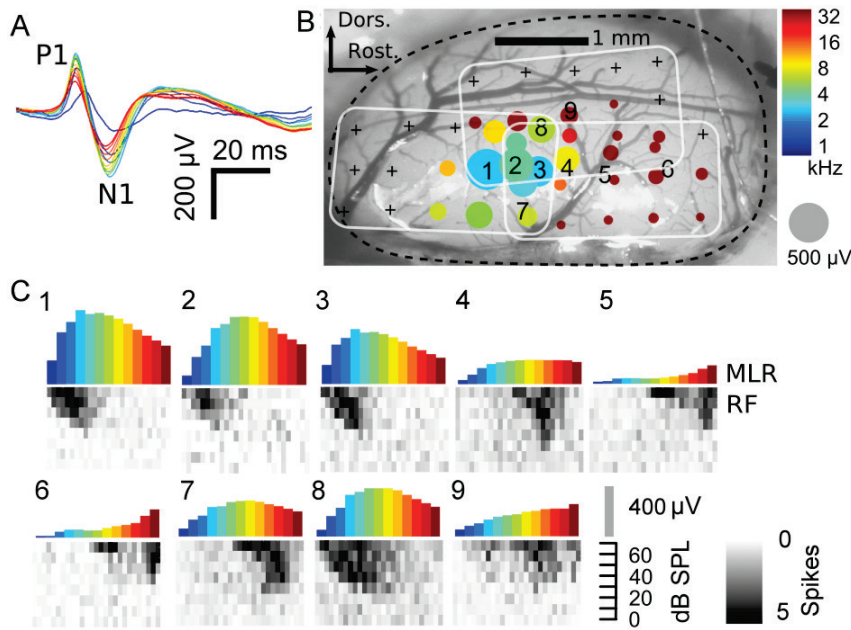 A
P1
N1
200 µV
20 ms
B
Dors.
Rost.
1 mm
1
2
3
4
5
6
7
8
9
32
16
8
4
2
1
kHz
500 µV
C
1 2 3 4 5
MLR
RF
6 7 8 9
400 µV
60
40
20
0
dB SPL
0
5
Spikes